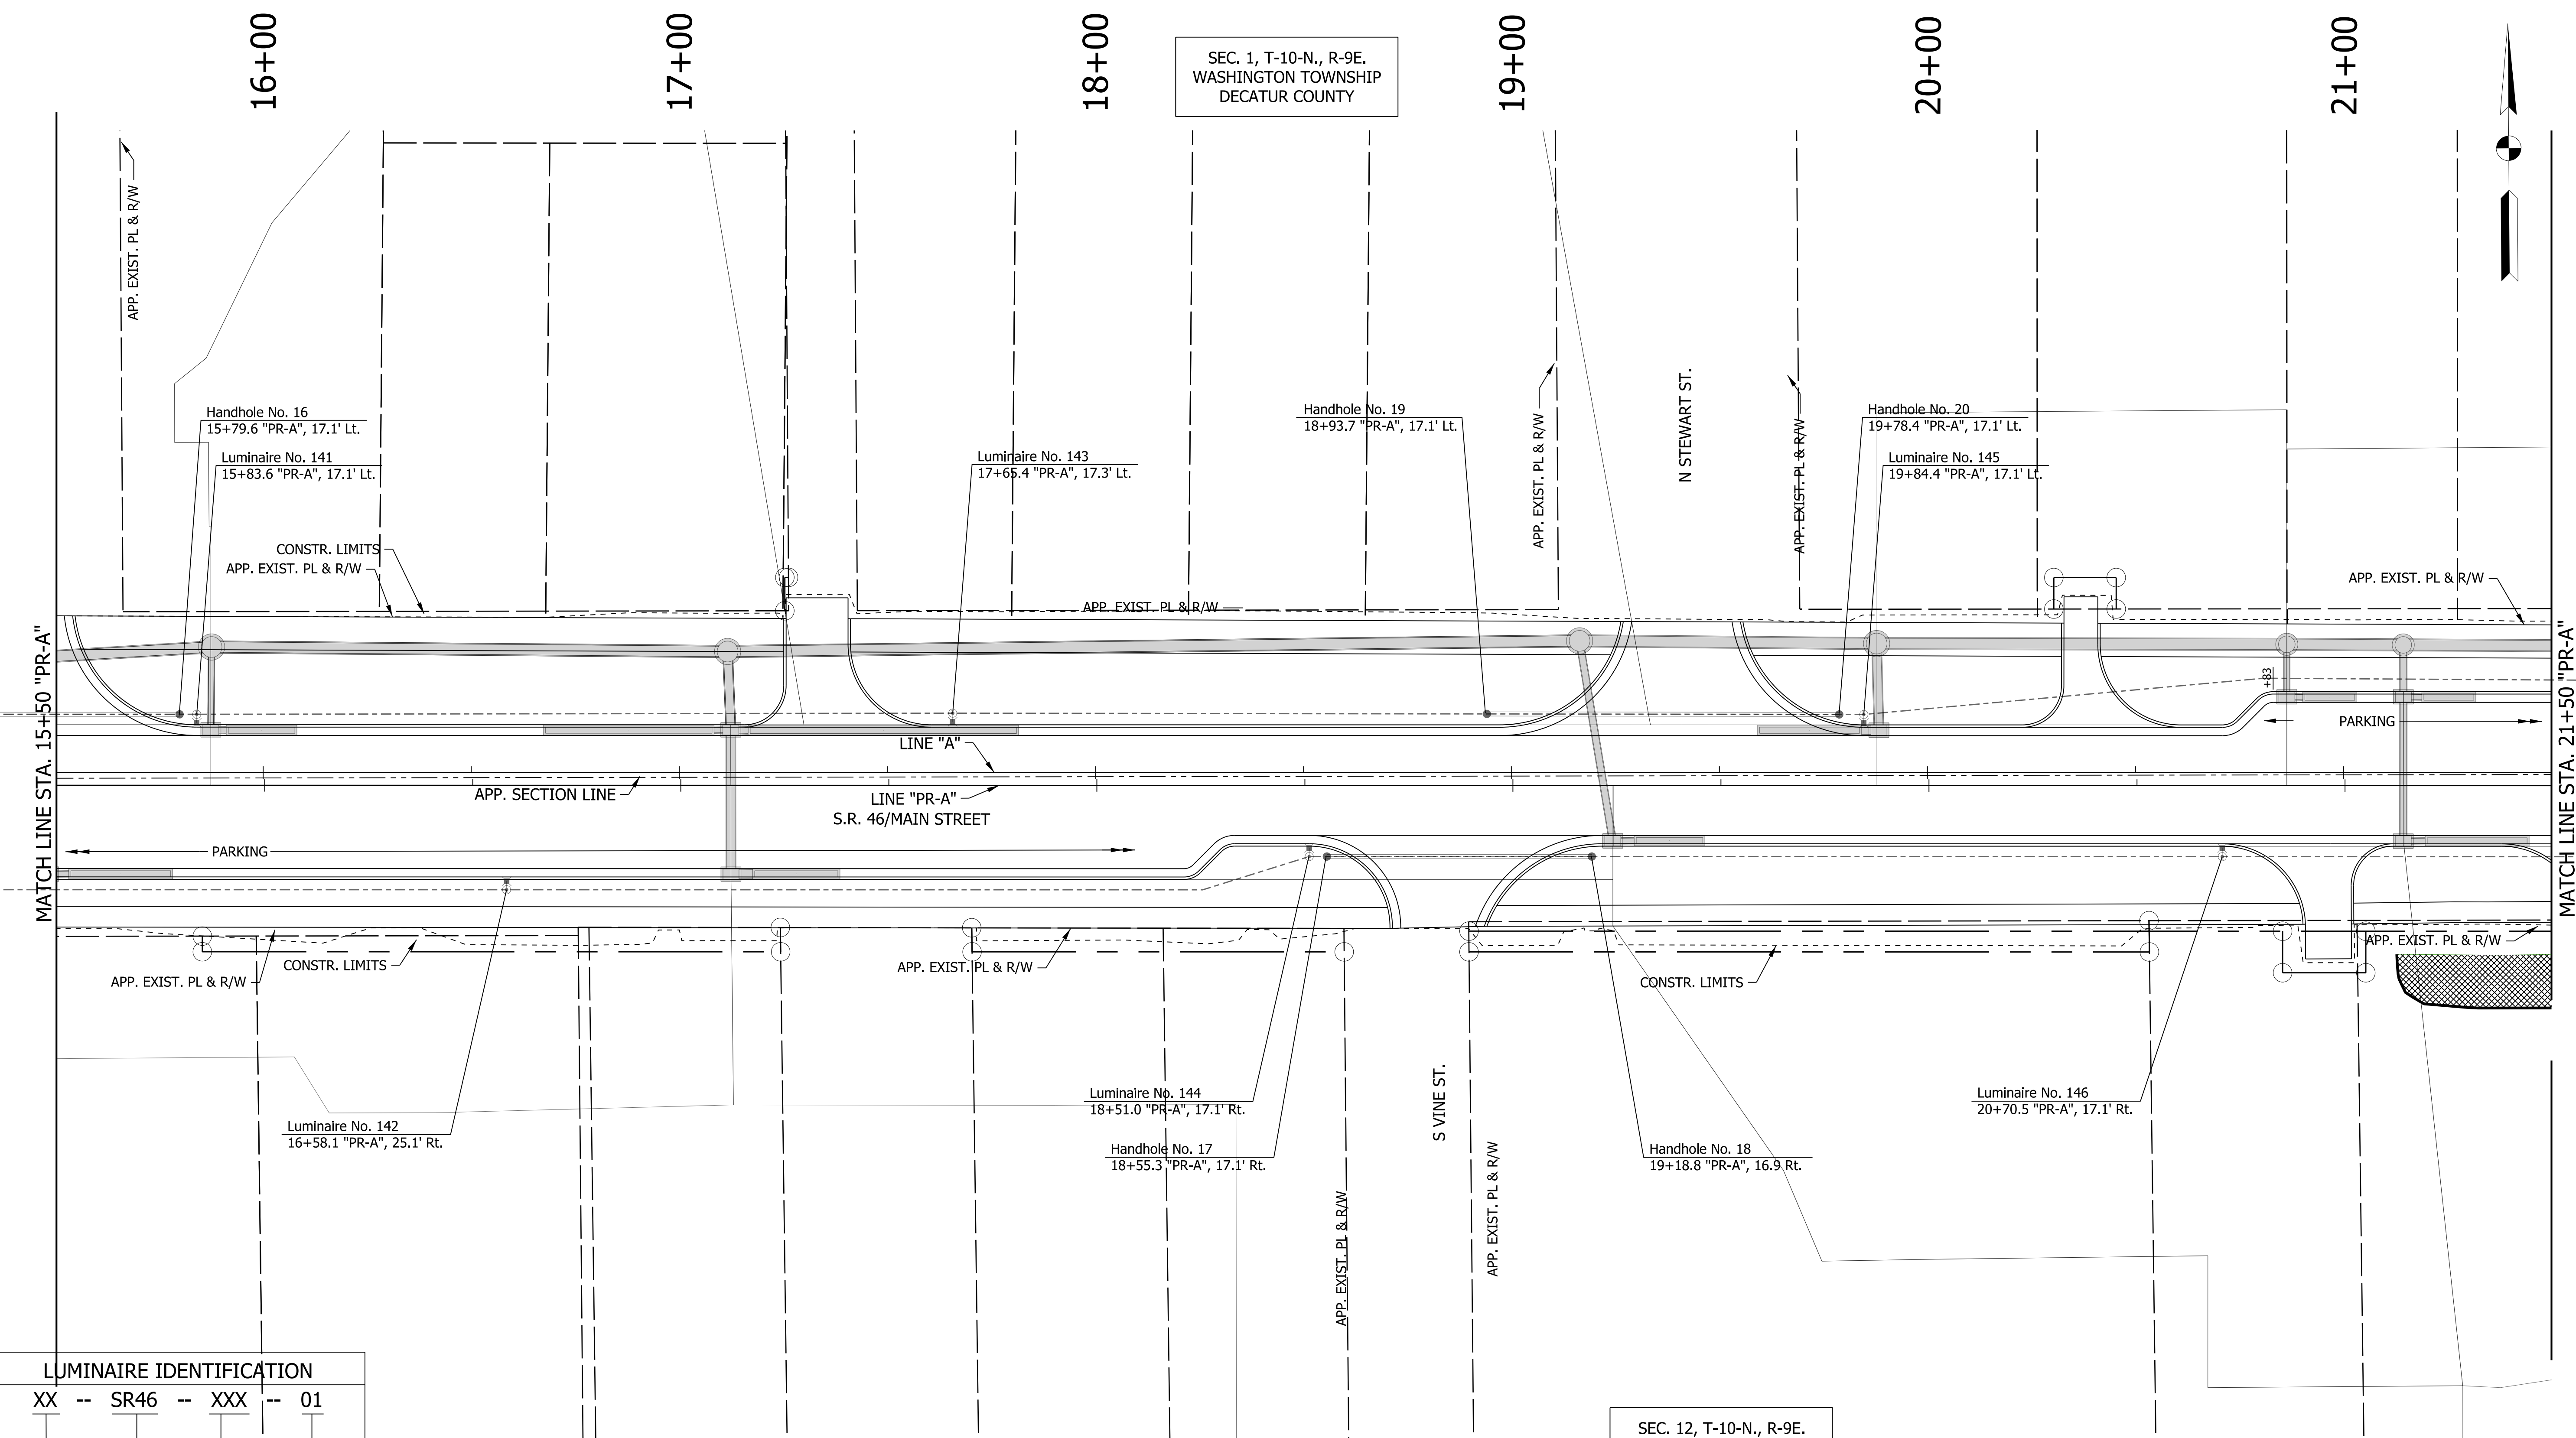 16+00
17+00
18+00
19+00
20+00
21+00
SEC. 1, T-10-N., R-9E.
WASHINGTON TOWNSHIP
DECATUR COUNTY
APP. EXIST. PL & R/W
Handhole No. 16
15+79.6 "PR-A", 17.1' Lt.
Luminaire No. 141
15+83.6 "PR-A", 17.1' Lt.
Luminaire No. 143
17+65.4 "PR-A", 17.3' Lt.
Handhole No. 19
18+93.7 "PR-A", 17.1' Lt.
APP. EXIST. PL & R/W
N STEWART ST.
APP. EXIST. PL & R/W
Handhole No. 20
19+78.4 "PR-A", 17.1' Lt.
Luminaire No. 145
19+84.4 "PR-A", 17.1' Lt.
CONSTR. LIMITS
APP. EXIST. PL & R/W
APP. EXIST. PL & R/W
APP. EXIST. PL & R/W
MATCH LINE STA. 15+50 "PR-A"
MATCH LINE STA. 21+50 "PR-A"
+83
PARKING
LINE "A"
APP. SECTION LINE
LINE "PR-A"
S.R. 46/MAIN STREET
PARKING
APP. EXIST. PL & R/W
CONSTR. LIMITS
APP. EXIST. PL & R/W
CONSTR. LIMITS
APP. EXIST. PL & R/W
Luminaire No. 142
16+58.1 "PR-A", 25.1' Rt.
Luminaire No. 144
18+51.0 "PR-A", 17.1' Rt.
Handhole No. 17
18+55.3 "PR-A", 17.1' Rt.
S VINE ST.
APP. EXIST. PL & R/W
APP. EXIST. PL & R/W
Handhole No. 18
19+18.8 "PR-A", 16.9 Rt.
Luminaire No. 146
20+70.5 "PR-A", 17.1' Rt.
LUMINAIRE IDENTIFICATION
XX -- SR46 -- XXX -- 01
SEC. 12, T-10-N., R-9E.